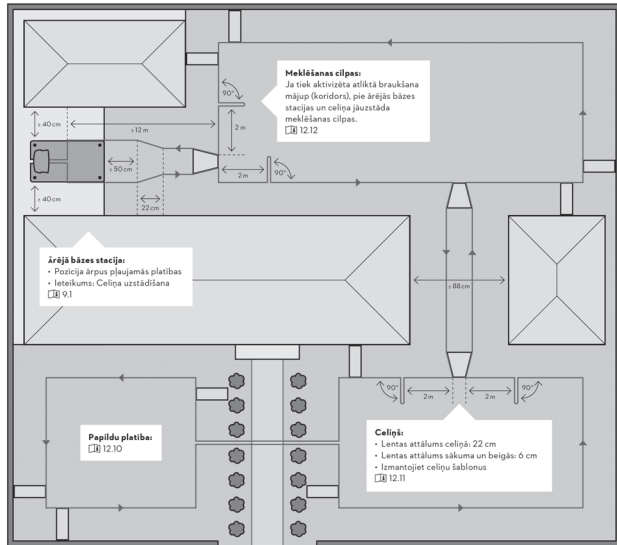 90°
Meklēšanas cilpas:
Ja tiek aktivizēta atliktā braukšana
mājup (koridors), pie ārējās bāzes
stacijas un celiņa jāuzstāda
meklēšanas cilpas.
12.12
± 40 cm
± 12 m
2 m
± 50 cm
2 m
90°
± 40 cm
22 cm
Ārējā bāzes stacija:
• Pozīcija ārpus pļaujamās platības
• Ieteikums: Celiņa uzstādīšana
9.1
± 88 cm
90°
2 m
2 m
90°
Papildu platība:
12.10
Celiņš:
• Lentas attālums celiņā: 22 cm
• Lentas attālums sākuma un beigās: 6 cm
• Izmantojiet celiņu šablonus
12.11